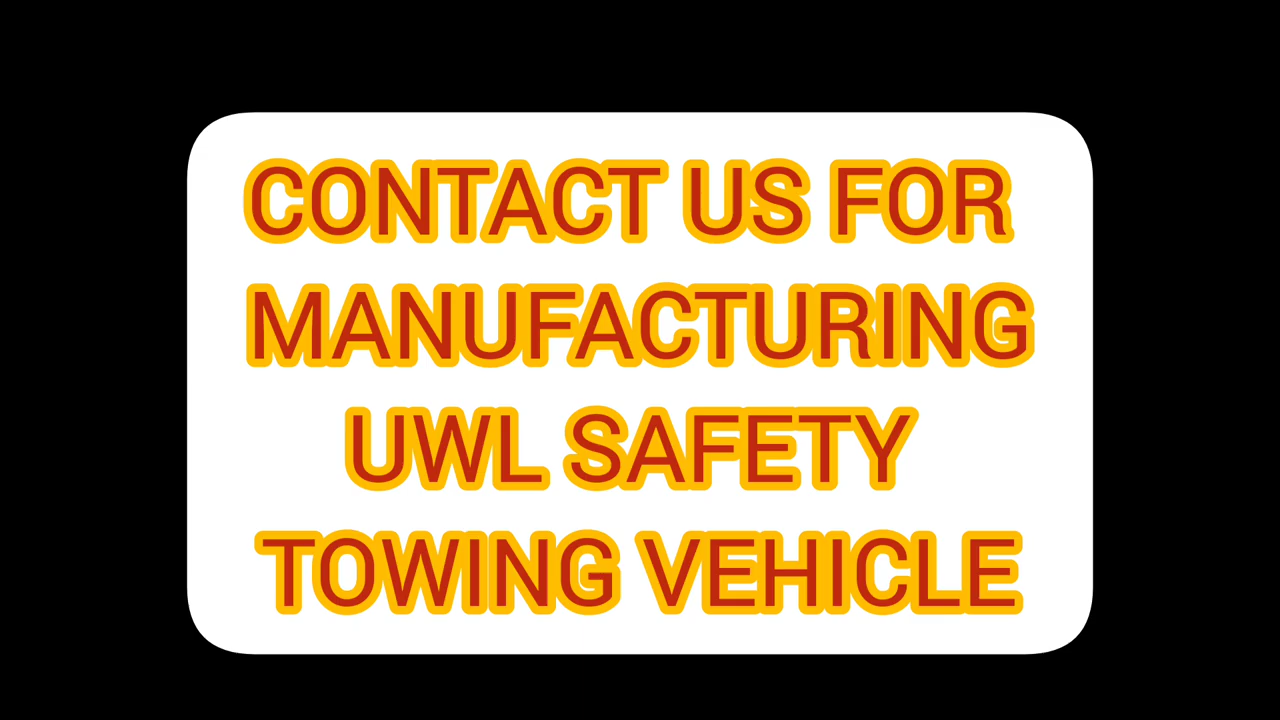 CONTACT US FOR
MANUFACTURING
UWL SAFETY
TOWING VEHICLE